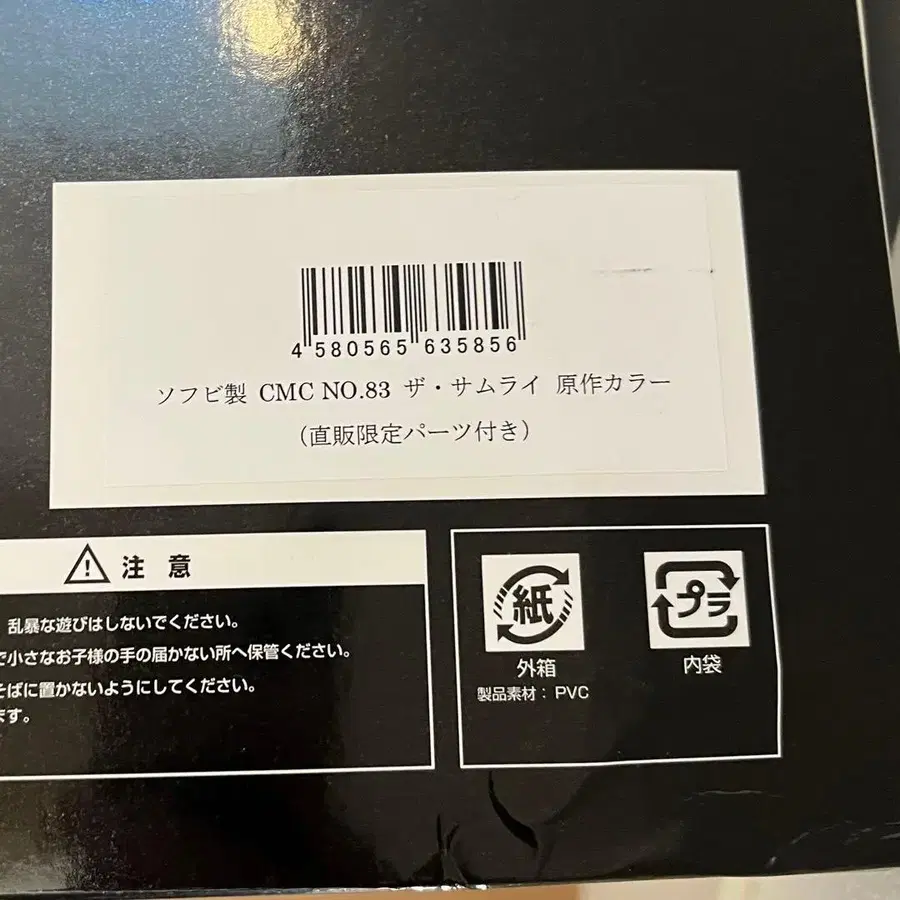 4 580565 635856
ソフビ製 CMC NO.83 ザ・サムライ 原作カラー
（直販限定パーツ付き）
注 意
乱暴な遊びはしないでください。
で小さなお子様の手の届かない所へ保管ください。
そばに置かないようにしてください。
ます。
紙
外箱
プラ
内袋
製品素材：PVC